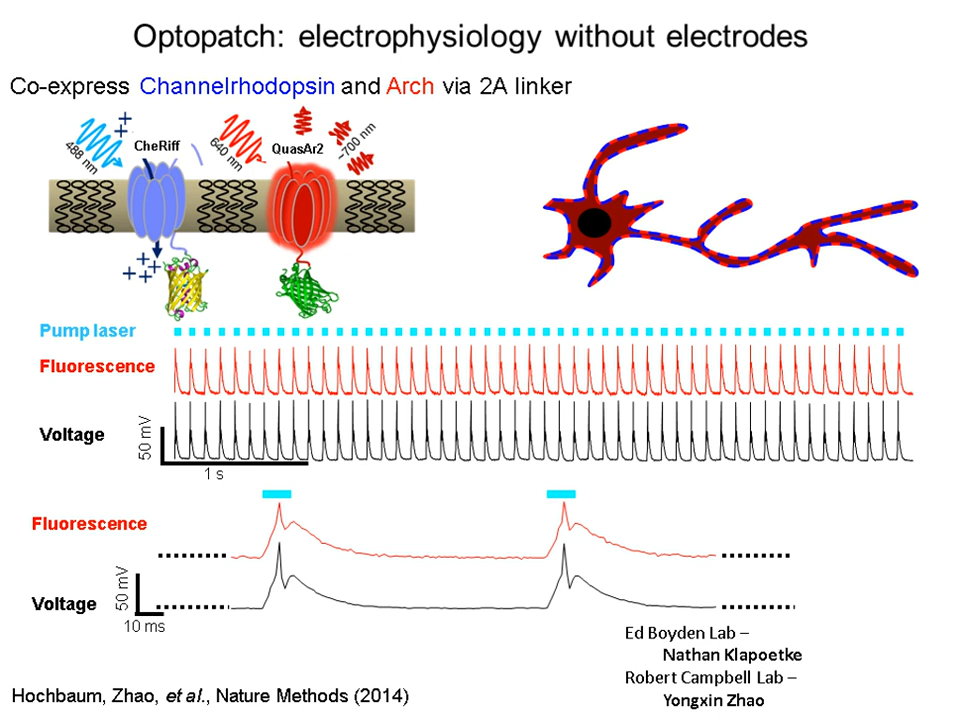 Optopatch: electrophysiology without electrodes
Co-express Channelrhodopsin and Arch via 2A linker
488 nm
CheRiff
640 nm
QuasAr2
~700 nm
Pump laser
Fluorescence
Voltage
50 mV
1 s
Fluorescence
Voltage
50 mV
10 ms
Ed Boyden Lab –
Nathan Klapoetke
Robert Campbell Lab –
Yongxin Zhao
Hochbaum, Zhao, et al., Nature Methods (2014)